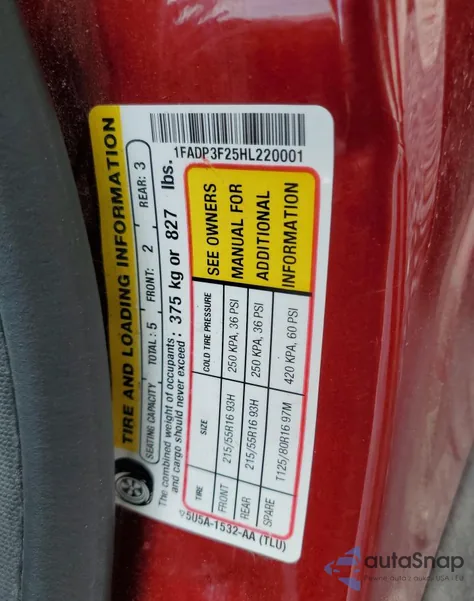 1FADP3F25HL220001
TIRE AND LOADING INFORMATION
SEATING CAPACITY TOTAL: 5 FRONT: 2 REAR: 3
The combined weight of occupants and cargo should never exceed: 375 kg or 827 lbs.
TIRE SIZE COLD TIRE PRESSURE
FRONT 215/55R16 93H 250 KPA, 36 PSI
REAR 215/55R16 93H 250 KPA, 36 PSI
SPARE T125/80R16 97M 420 KPA, 60 PSI
SEE OWNERS
MANUAL FOR
ADDITIONAL
INFORMATION
5U5A-1532-AA (TLU)
autaSnap